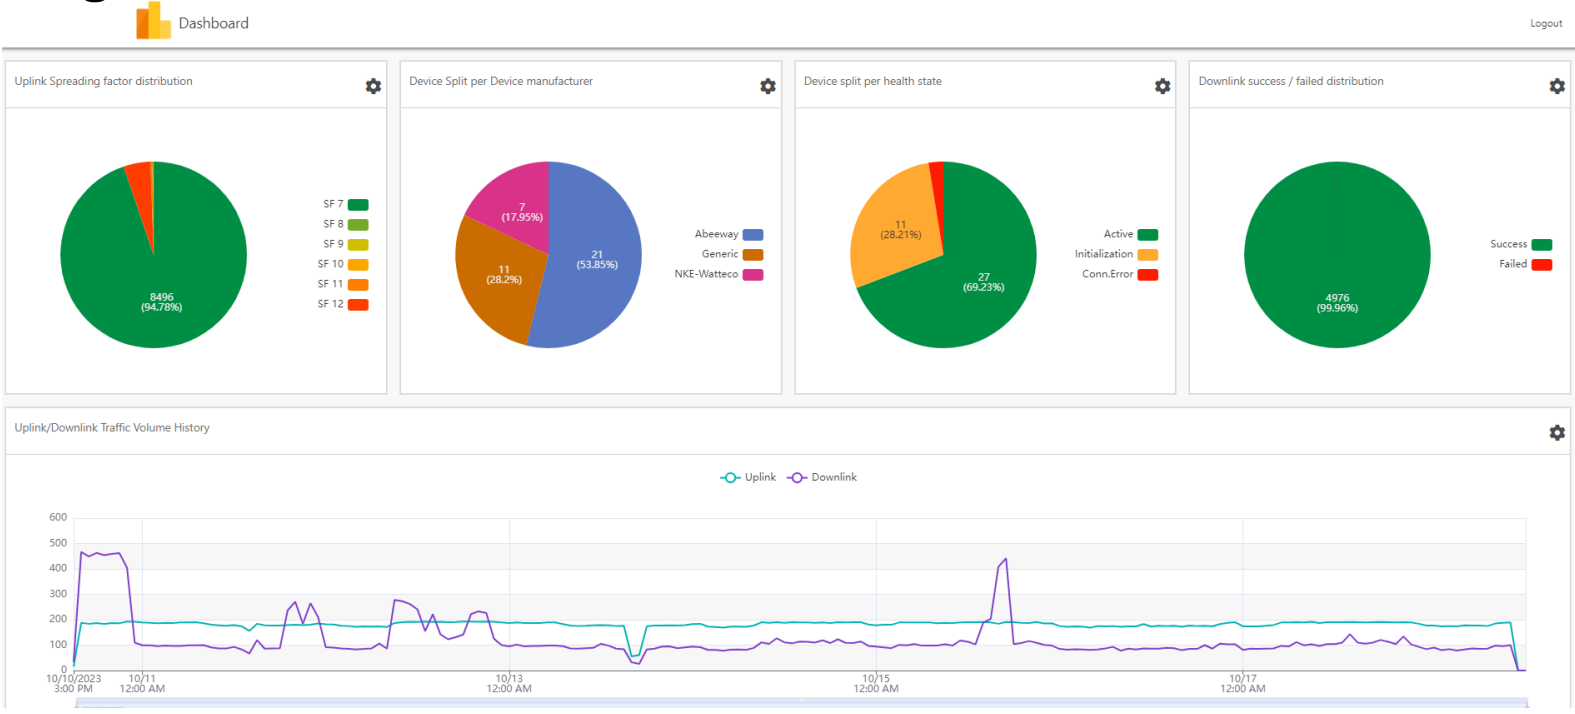 Dashboard
Logout
Uplink Spreading factor distribution
SF 7
SF 8
SF 9
SF 10
SF 11
SF 12
8496
(94.78%)
Device Split per Device manufacturer
7
(17.95%)
11
(28.2%)
21
(53.85%)
Abeeway
Generic
NKE-Watteco
Device split per health state
11
(28.21%)
27
(69.23%)
Active
Initialization
Conn.Error
Downlink success / failed distribution
4976
(99.96%)
Success
Failed
Uplink/Downlink Traffic Volume History
Uplink Downlink
600
500
400
300
200
100
0
10/10/2023
3:00 PM
10/11
12:00 AM
10/13
12:00 AM
10/15
12:00 AM
10/17
12:00 AM